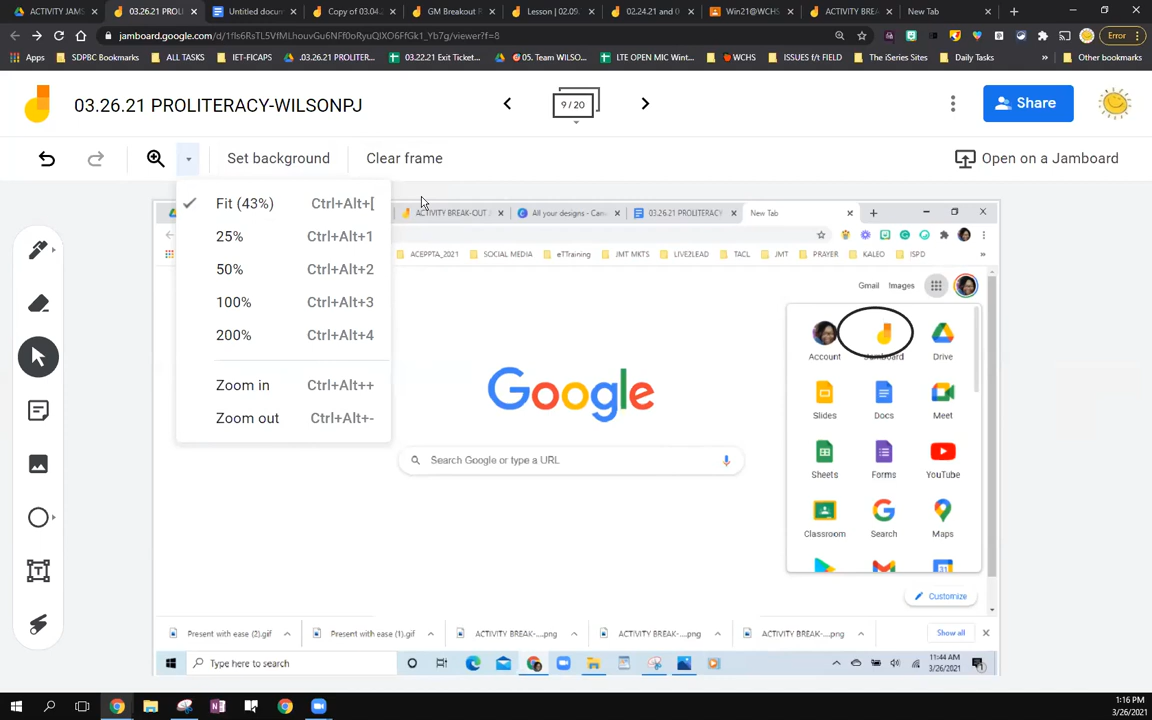 ACTIVITY JAMS
03.26.21 PROLI
Untitled docum
Copy of 03.04.
GM Breakout R
Lesson | 02.09.
02.24.21 and 0
Win21@WCHS
ACTIVITY BREA
New Tab
jamboard.google.com/d/1fIs6RsTL5VfMLhouvGu6NFf0oRyuQIXO6FfGk1_Yb7g/viewer?f=8
Error
Apps
SDPBC Bookmarks
ALL TASKS
IET-FICAPS
.03.26.21 PROLITER...
03.22.21 Exit Ticket...
05. Team WILSO...
LTE OPEN MIC Wint...
WCHS
ISSUES f/t FIELD
The iSeries Sites
Daily Tasks
»
Other bookmarks
03.26.21 PROLITERACY-WILSONPJ
9 / 20
Share
Set background
Clear frame
Open on a Jamboard
Fit (43%) Ctrl+Alt+[
25% Ctrl+Alt+1
50% Ctrl+Alt+2
100% Ctrl+Alt+3
200% Ctrl+Alt+4
Zoom in Ctrl+Alt++
Zoom out Ctrl+Alt+-
ACTIVITY BREAK-OUT
All your designs - Can
03.26.21 PROLITERACY
New Tab
ACEPPTA_2021
SOCIAL MEDIA
eTTraining
JMT MKTS
LIVE2LEAD
TACL
JMT
PRAYER
KALEO
ISPD
»
Gmail Images
Account Jamboard Drive
Slides Docs Meet
Sheets Forms YouTube
Classroom Search Maps
31
Google
Search Google or type a URL
Customize
Present with ease (2).gif
Present with ease (1).gif
ACTIVITY BREAK-....png
ACTIVITY BREAK-....png
ACTIVITY BREAK-....png
Show all
Type here to search
11:44 AM
3/26/2021
1:16 PM
3/26/2021